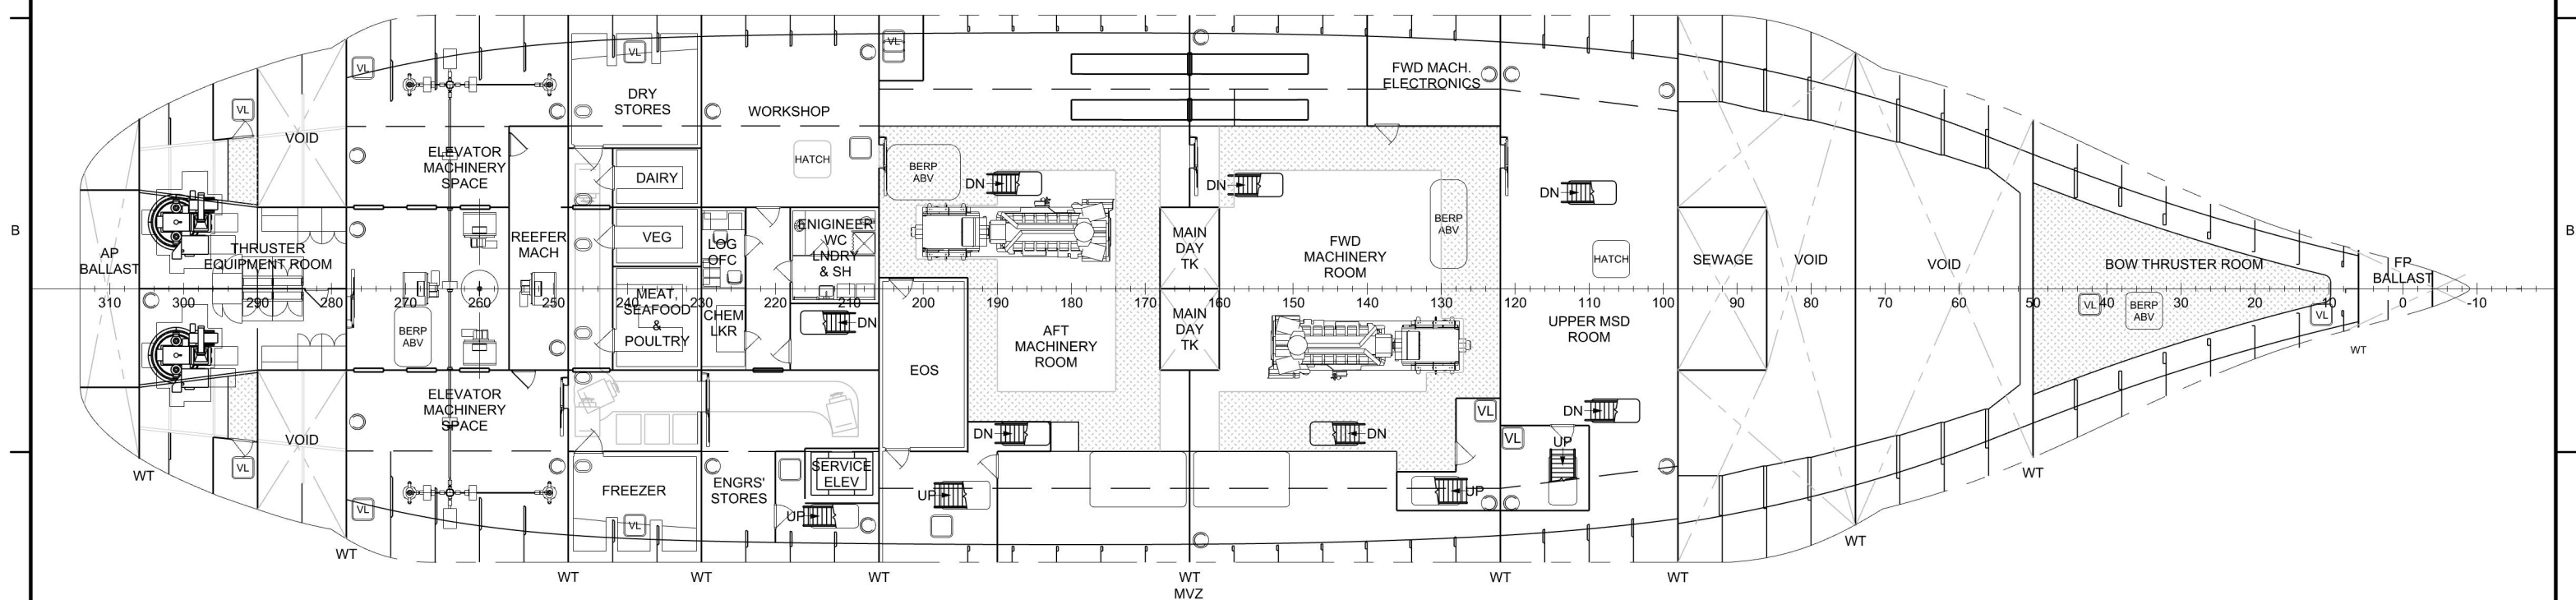 VL
VL
VL
DRY
STORES
WORKSHOP
FWD MACH.
ELECTRONICS
VL
VOID
ELEVATOR
MACHINERY
SPACE
HATCH
BERP
ABV
DN
DN
DN
DAIRY
BERP
ABV
B
B
AP
BALLAST
THRUSTER
EQUIPMENT ROOM
REEFER
MACH
VEG
LOG
OFC
ENIGINEER
WC
LNDRY
& SH
MAIN
DAY
TK
FWD
MACHINERY
ROOM
HATCH
SEWAGE
VOID
VOID
BOW THRUSTER ROOM
FP
BALLAST
310
300
290
280
270
260
250
240
230
220
210
200
190
180
170
160
150
140
130
120
110
100
90
80
70
60
50
40
30
20
10
0
-10
MEAT,
SEAFOOD
&
POULTRY
CHEM
LKR
BERP
ABV
DN
AFT
MACHINERY
ROOM
MAIN
DAY
TK
UPPER MSD
ROOM
VL
BERP
ABV
VL
WT
EOS
ELEVATOR
MACHINERY
SPACE
VOID
DN
DN
DN
VL
VL
UP
VL
WT
WT
FREEZER
ENGRS'
STORES
SERVICE
ELEV
UP
UP
UP
VL
VL
WT
WT
WT
WT
WT
WT
MVZ
WT
WT